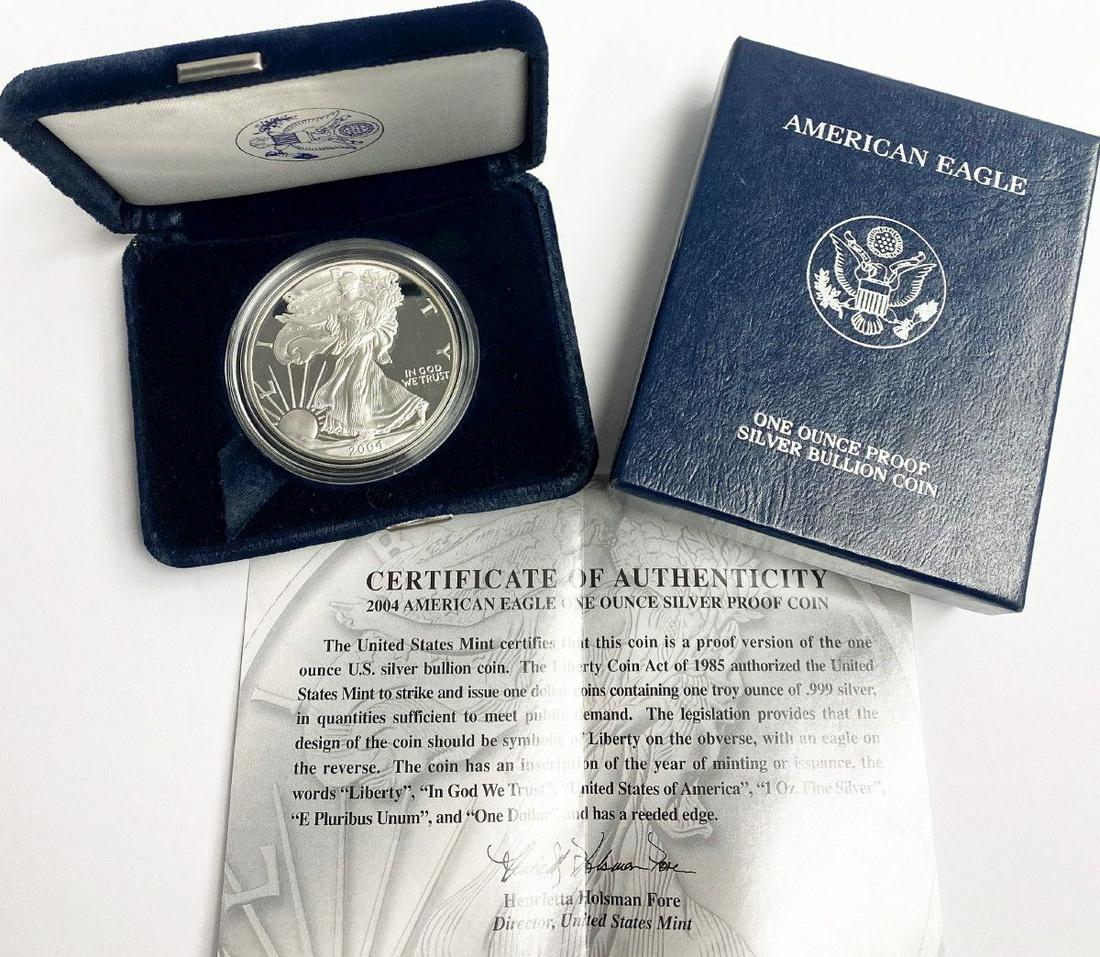 LIBERTY
IN GOD
WE TRUST
2004
AMERICAN EAGLE
ONE OUNCE PROOF
SILVER BULLION COIN
CERTIFICATE OF AUTHENTICITY
2004 AMERICAN EAGLE ONE OUNCE SILVER PROOF COIN
The United States Mint certifies that this coin is a proof version of the one
ounce U.S. silver bullion coin. The Liberty Coin Act of 1985 authorized the United
States Mint to strike and issue one dollar coins containing one troy ounce of .999 silver,
in quantities sufficient to meet public demand. The legislation provides that the
design of the coin should be symbolic of Liberty on the obverse, with an eagle on
the reverse. The coin has an inscription of the year of minting or issuance, the
words “Liberty”, “In God We Trust”, “United States of America”, “1 Oz. Fine Silver”,
“E Pluribus Unum”, and “One Dollar” and has a reeded edge.
Henrietta Holsman Fore
Henrietta Holsman Fore
Director, United States Mint